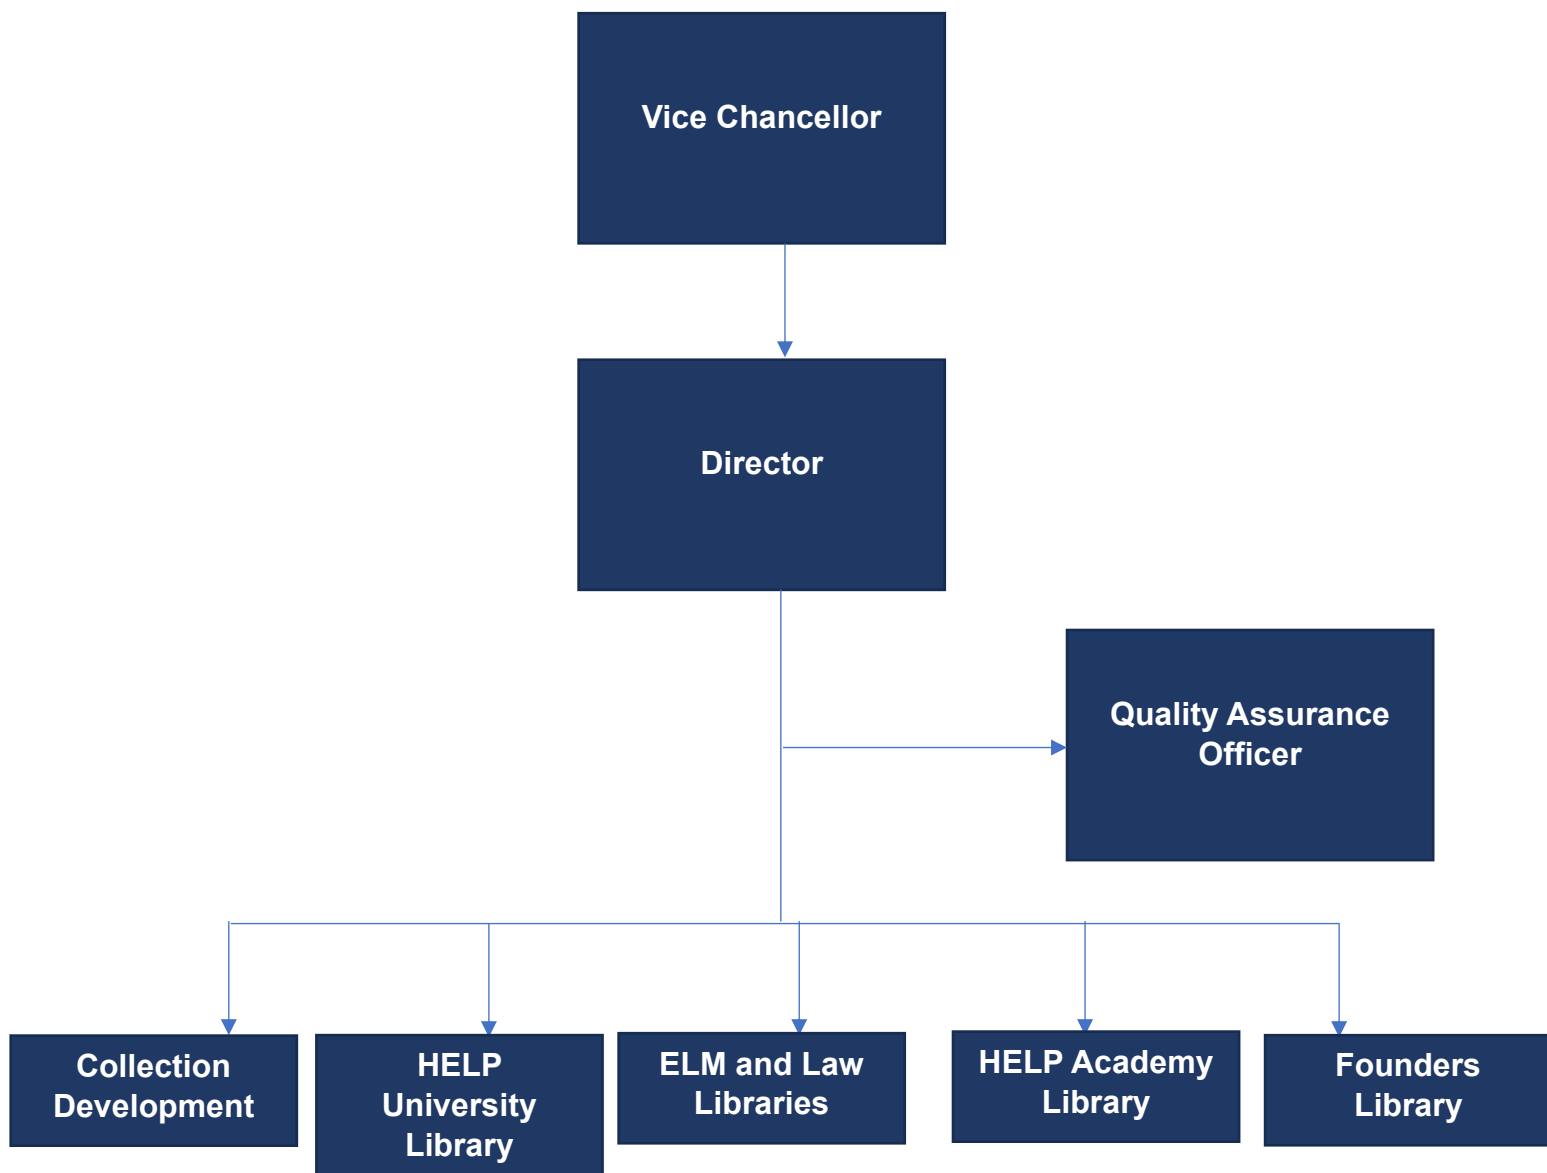 Vice Chancellor
Director
Quality Assurance
Officer
Collection
Development
HELP
University
Library
ELM and Law
Libraries
HELP Academy
Library
Founders
Library